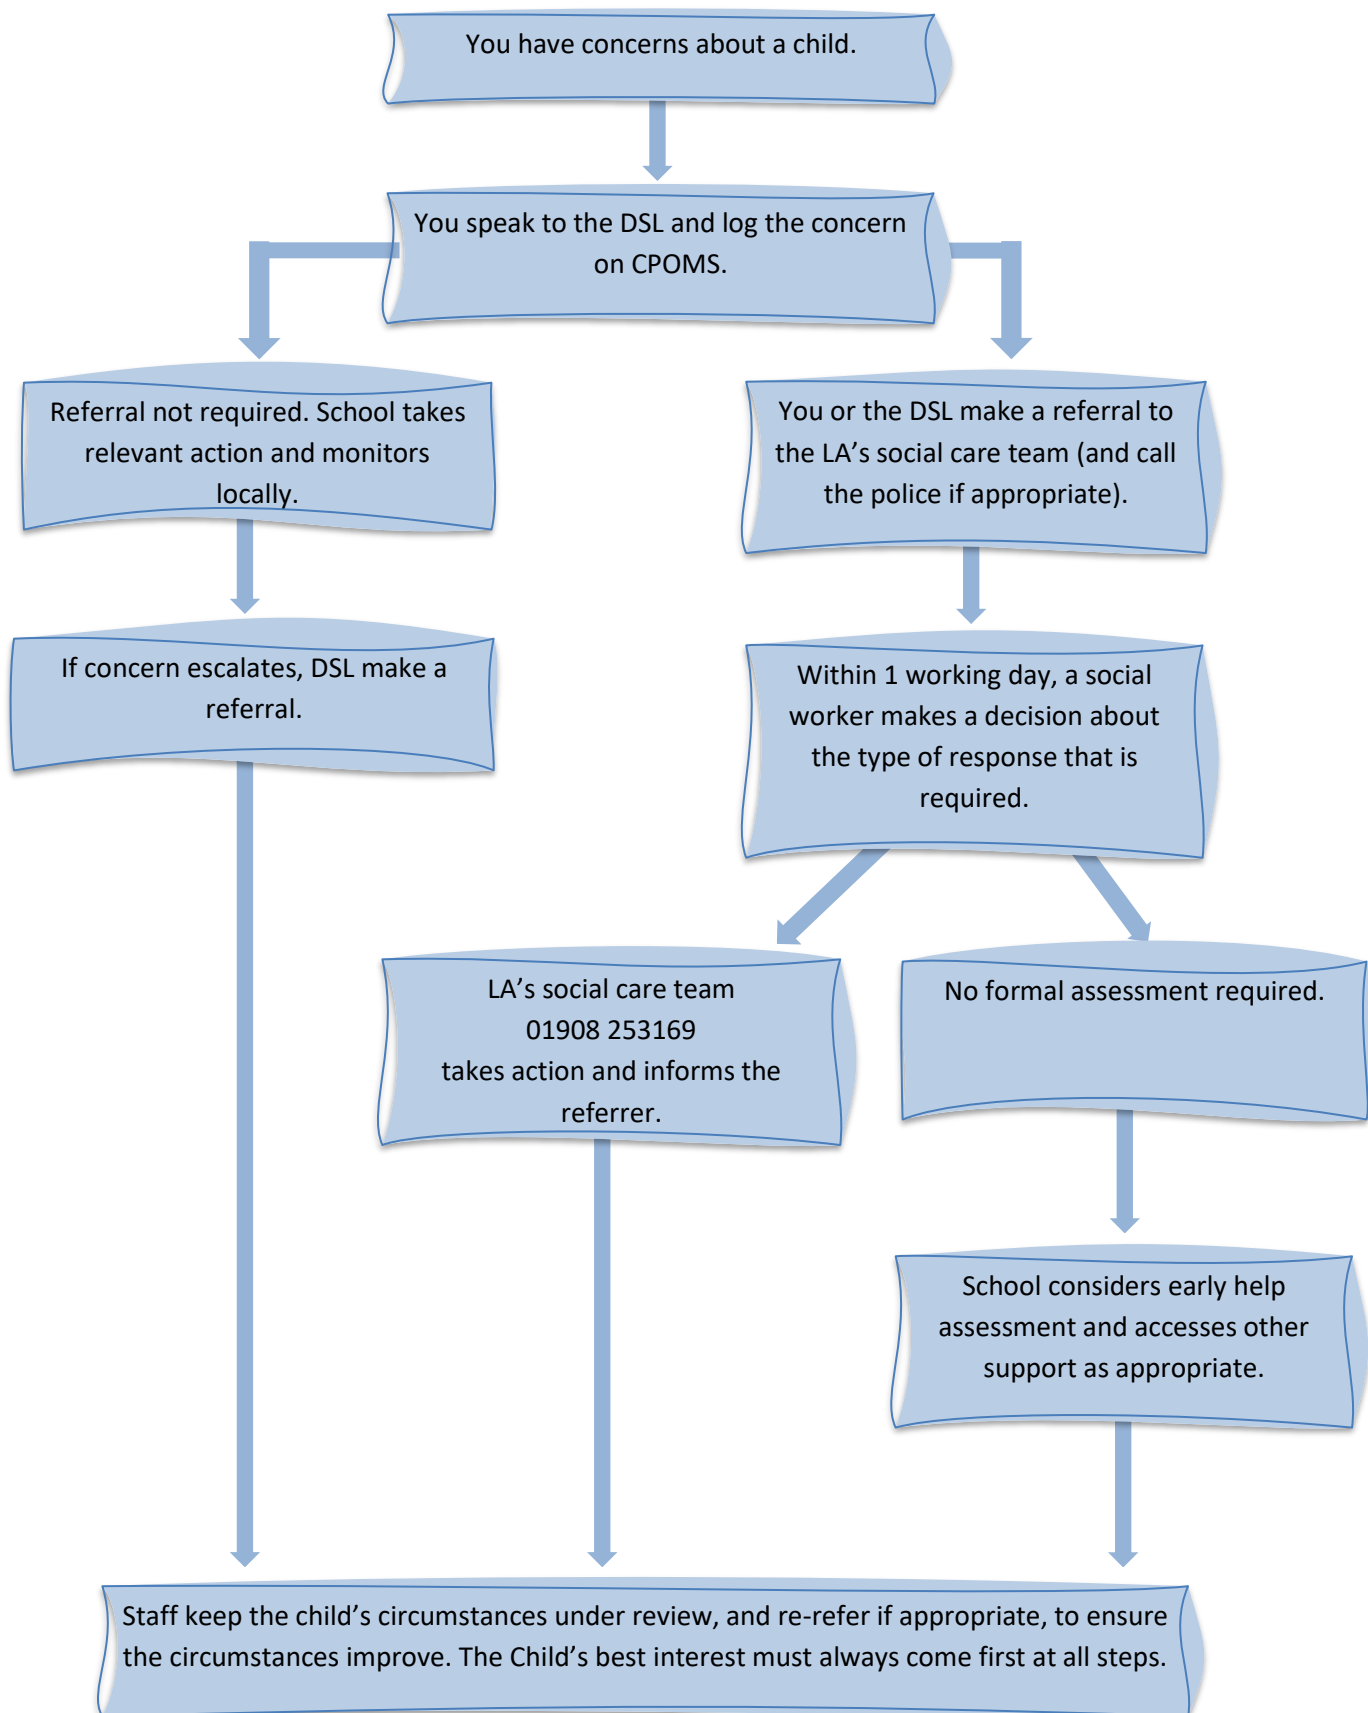 You have concerns about a child.
You speak to the DSL and log the concern
on CPOMS.
Referral not required. School takes
relevant action and monitors
locally.
You or the DSL make a referral to
the LA’s social care team (and call
the police if appropriate).
If concern escalates, DSL make a
referral.
Within 1 working day, a social
worker makes a decision about
the type of response that is
required.
LA’s social care team
01908 253169
takes action and informs the
referrer.
No formal assessment required.
School considers early help
assessment and accesses other
support as appropriate.
Staff keep the child’s circumstances under review, and re-refer if appropriate, to ensure
the circumstances improve. The Child’s best interest must always come first at all steps.